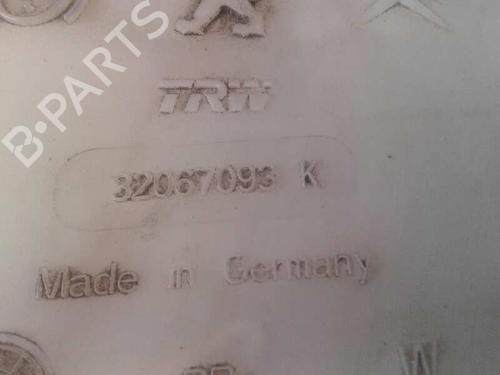 B-PARTS
TRW
32067093 K
Made in Germany
W